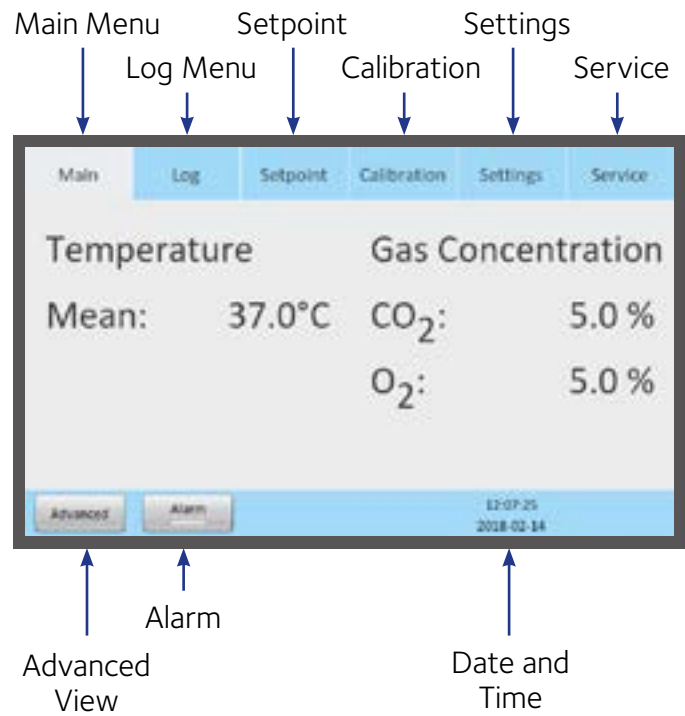 Main Menu Setpoint Settings
Log Menu Calibration Service
Main Log Setpoint Calibration Settings Service
Temperature Gas Concentration
Mean: 37.0°C CO₂: 5.0 %
O₂: 5.0 %
Advanced Alarm 12:07:25
2018-02-14
Alarm
Advanced Date and
View Time